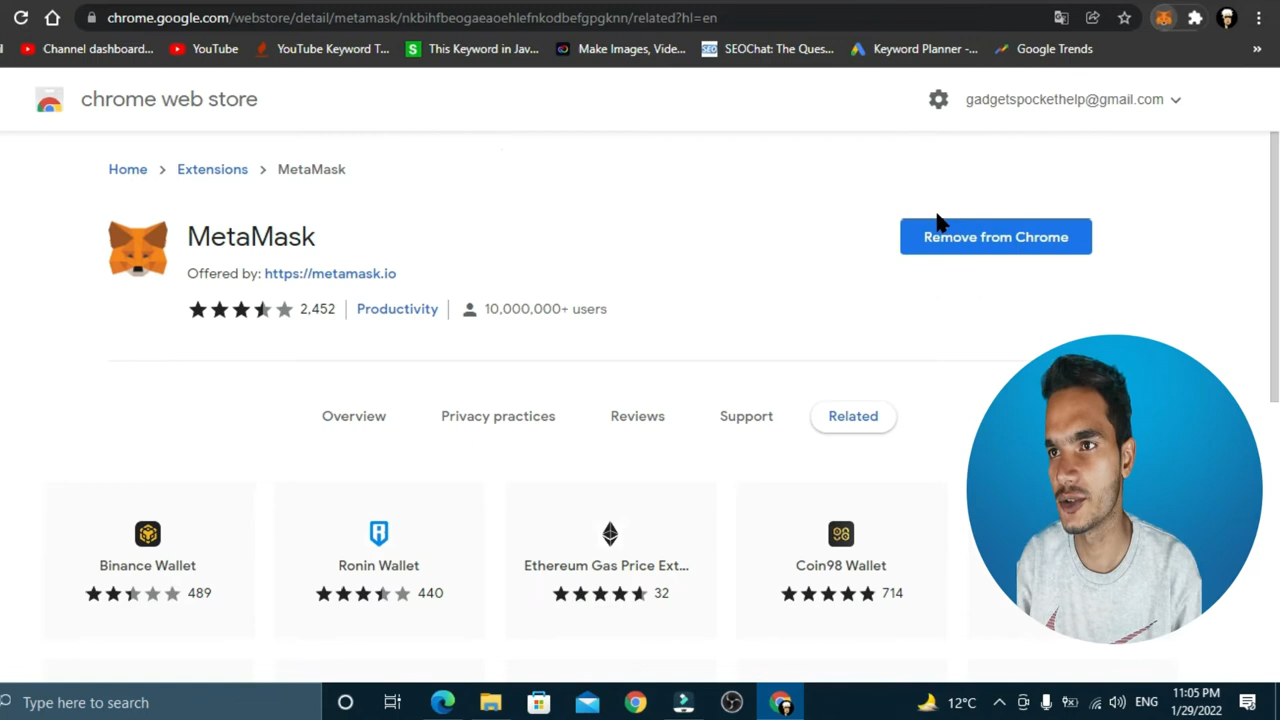 chrome.google.com/webstore/detail/metamask/nkbihfbeogaeaoehlefnkodbefgpgknn/related?hl=en
Channel dashboard... YouTube YouTube Keyword T... This Keyword in Jav... Make Images, Vide... SEOChat: The Ques... Keyword Planner -... Google Trends »
chrome web store gadgetspockethelp@gmail.com
Home > Extensions > MetaMask
MetaMask
Remove from Chrome
Offered by: https://metamask.io
2,452 Productivity 10,000,000+ users
Overview Privacy practices Reviews Support Related
Binance Wallet Ronin Wallet Ethereum Gas Price Ext... Coin98 Wallet
489 440 32 714
Type here to search 12°C ENG 11:05 PM
1/29/2022